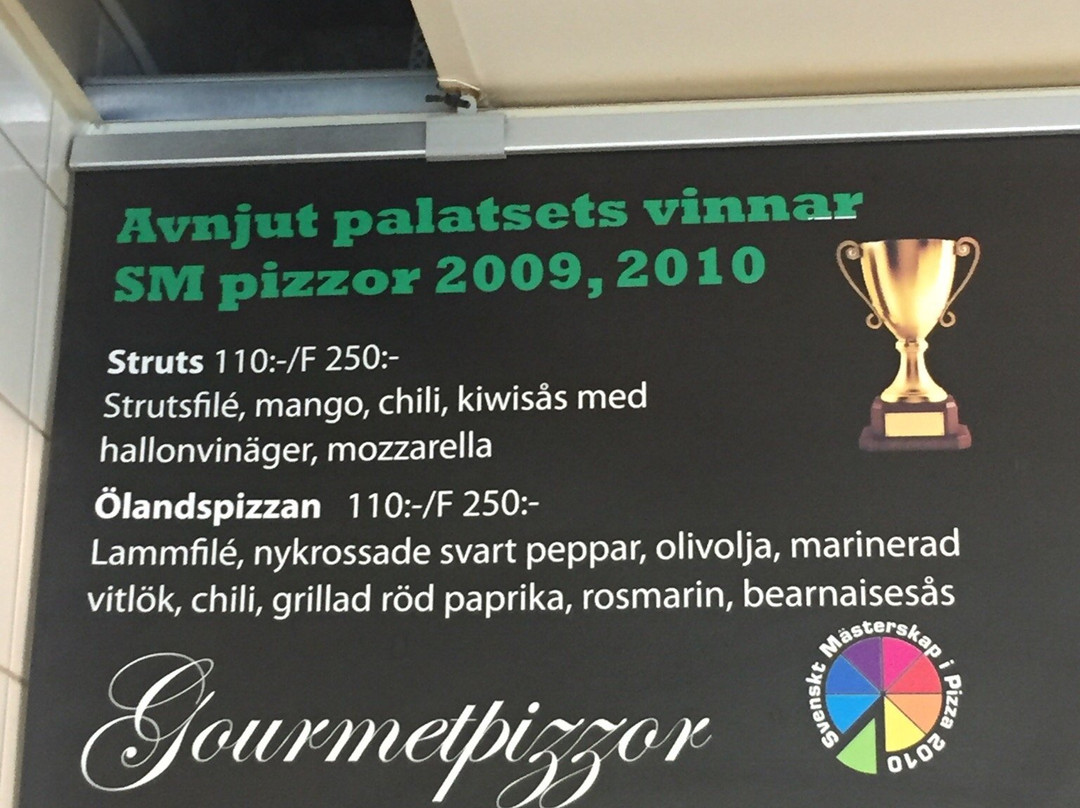 Avnjut palatsets vinnar
SM pizzor 2009, 2010
Struts 110:-/F 250:-
Strutsfilé, mango, chili, kiwisås med
hallonvinäger, mozzarella
Ölandspizzan 110:-/F 250:-
Lammfilé, nykrossade svart peppar, olivolja, marinerad
vitlök, chili, grillad röd paprika, rosmarin, bearnaisesås
Gourmetpizzor
Svenskt Mästerskap i Pizza 2010